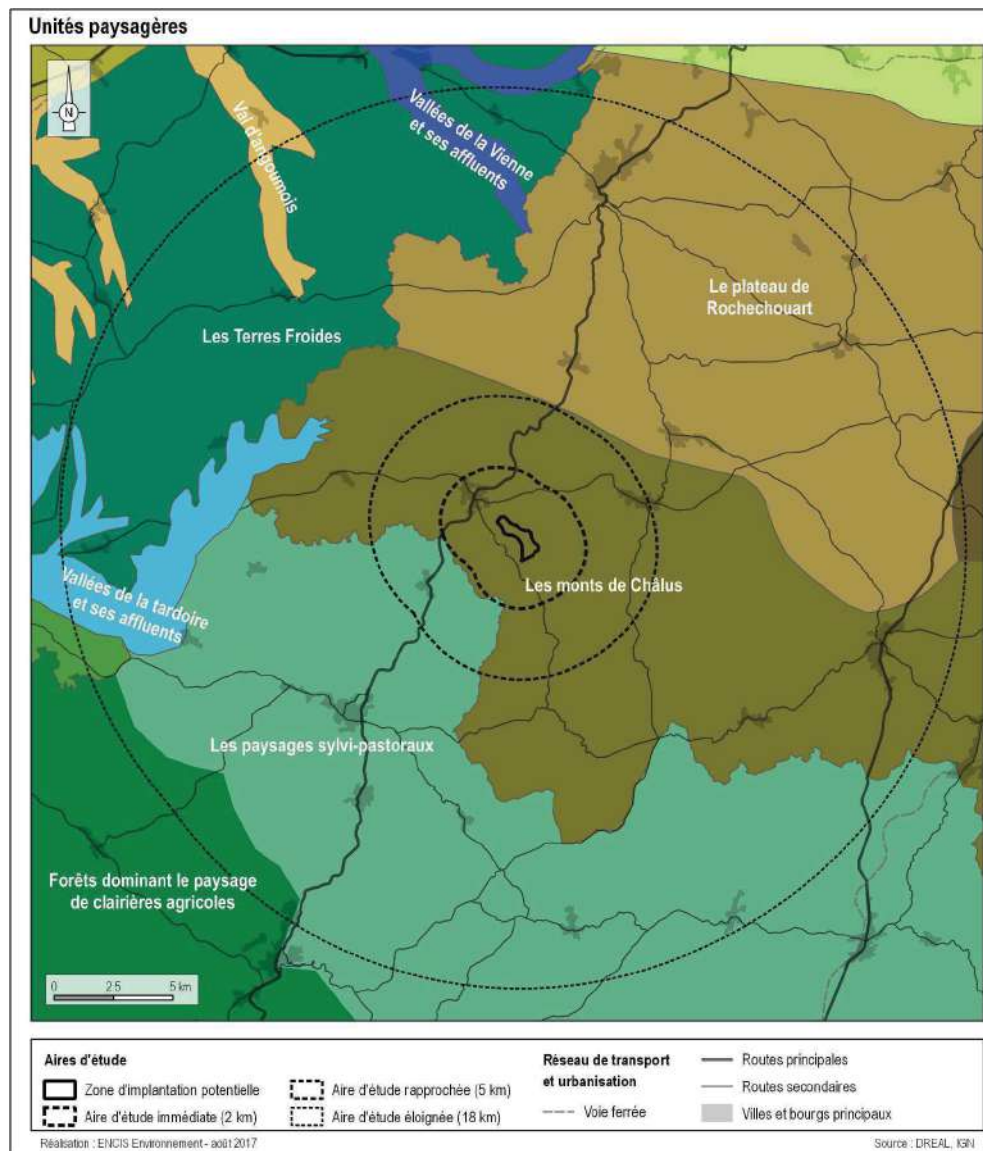 Unités paysagères
N
Val d'angoumois
Vallées de la Vienne
et ses affluents
Le plateau de
Rochechouart
Les Terres Froides
Les monts de Châlus
Vallées de la tardoire
et ses affluents
Les paysages sylvi-pastoraux
Forêts dominant le paysage
de clairières agricoles
0 2.5 5 km
Aires d'étude
Zone d'implantation potentielle
Aire d'étude immédiate (2 km)
Aire d'étude rapprochée (5 km)
Aire d'étude éloignée (18 km)
Réseau de transport
et urbanisation
Voie ferrée
Routes principales
Routes secondaires
Villes et bourgs principaux
Réalisation : ENCIS Environnement - août 2017
Source : DREAL, IGN